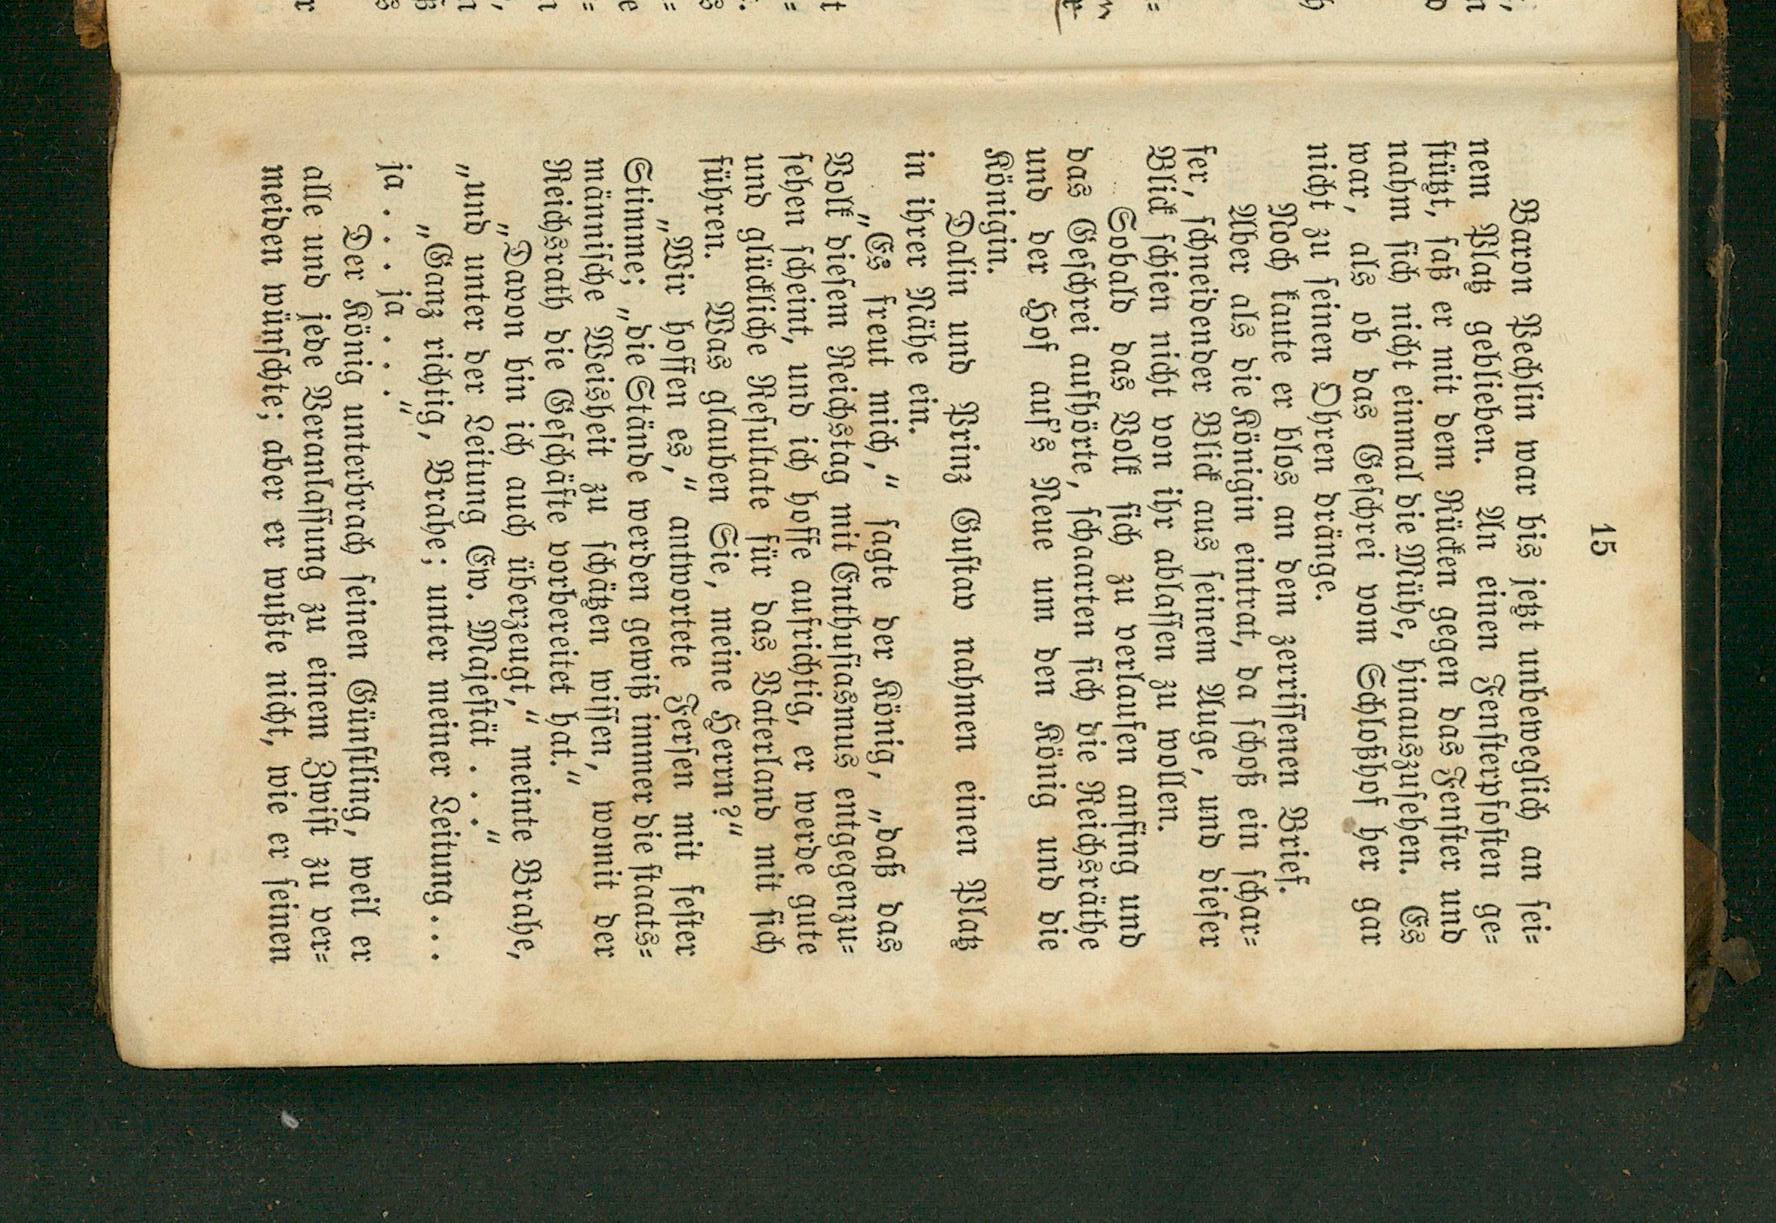 15
Baron Pechlin war bis jetzt unbeweglich an sei-
nem Platz geblieben. An einen Fensterpfosten ge-
stützt, saß er mit dem Rücken gegen das Fenster und
nahm sich nicht einmal die Mühe, hinauszusehen. Es
war, als ob das Geschrei vom Schloßhof her gar
nicht zu seinen Ohren dränge.
Noch kaute er blos an dem zerrissenen Brief.
Aber als die Königin eintrat, da schoß ein schar-
fer, schneidender Blick aus seinem Auge, und dieser
Blick schien nicht von ihr ablassen zu wollen.
Sobald das Volk sich zu verlaufen anfing und
das Geschrei aufhörte, schaarten sich die Reichsräthe
und der Hof auf's Neue um den König und die
Königin.
Dalin und Prinz Gustav nahmen einen Platz
in ihrer Nähe ein.
„Es freut mich,“ sagte der König, „daß das
Volk diesem Reichstag mit Enthusiasmus entgegenzu-
sehen scheint, und ich hoffe aufrichtig, er werde gute
und glückliche Resultate für das Vaterland mit sich
führen. Was glauben Sie, meine Herrn?“
„Wir hoffen es,“ antwortete Fersen mit fester
Stimme; „die Stände werden gewiß immer die staats-
männische Weisheit zu schätzen wissen, womit der
Reichsrath die Geschäfte vorbereitet hat.“
„Davon bin ich auch überzeugt,“ meinte Brahe,
„und unter der Leitung Ew. Majestät . . .“
„Ganz richtig, Brahe; unter meiner Leitung . . .
ja . . . ja . . .“
Der König unterbrach seinen Günstling, weil er
alle und jede Veranlassung zu einem Zwist zu ver-
meiden wünschte; aber er wußte nicht, wie er seinen